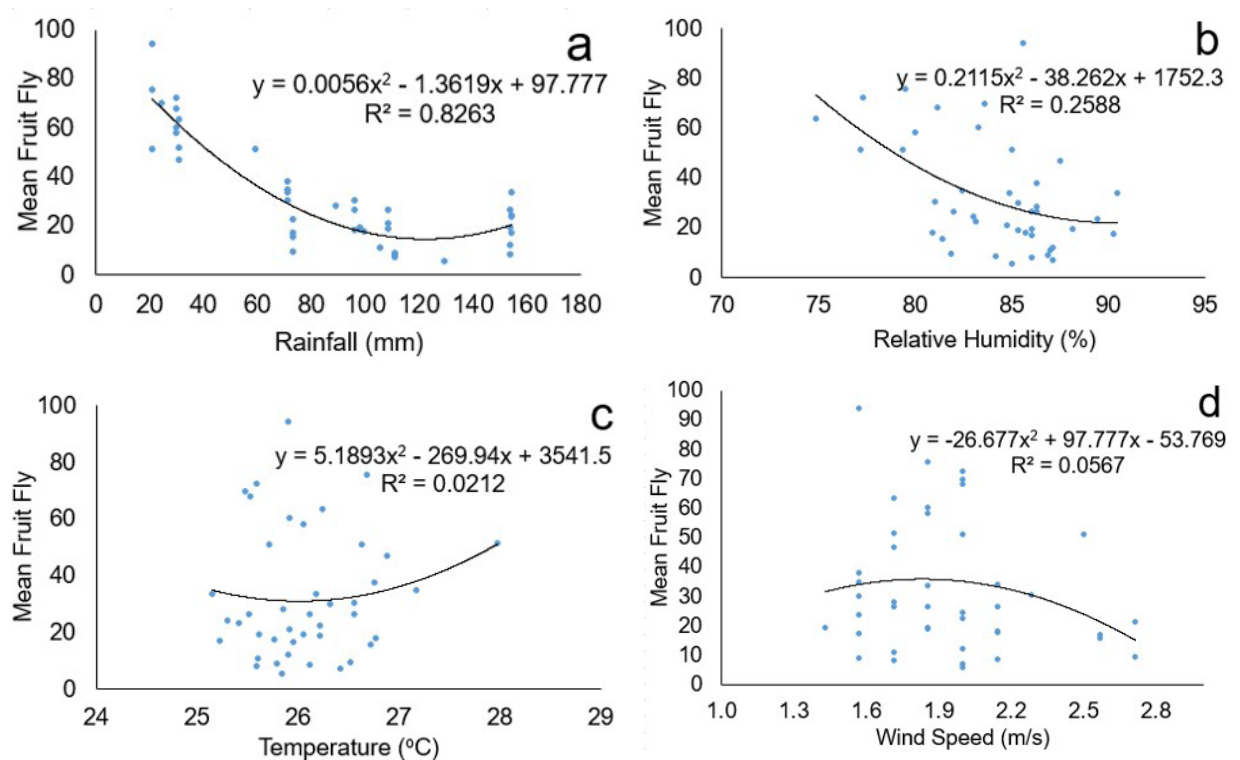 a
y = 0.0056x² - 1.3619x + 97.777
R² = 0.8263
Mean Fruit Fly
100
80
60
40
20
0
0 20 40 60 80 100 120 140 160 180
Rainfall (mm)
b
y = 0.2115x² - 38.262x + 1752.3
R² = 0.2588
Mean Fruit Fly
100
80
60
40
20
0
70 75 80 85 90 95
Relative Humidity (%)
c
y = 5.1893x² - 269.94x + 3541.5
R² = 0.0212
Mean Fruit Fly
100
80
60
40
20
0
24 25 26 27 28 29
Temperature (ºC)
d
y = -26.677x² + 97.777x - 53.769
R² = 0.0567
Mean Fruit Fly
100
90
80
70
60
50
40
30
20
10
0
1.0 1.3 1.6 1.9 2.2 2.5 2.8
Wind Speed (m/s)